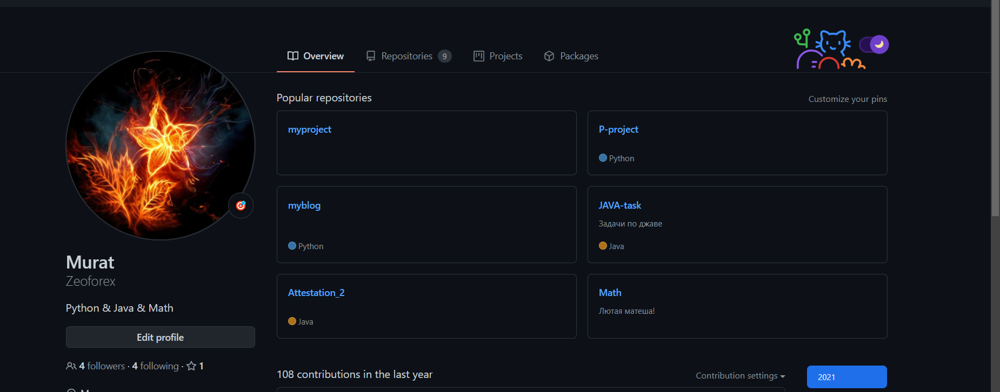 Overview
Repositories 9
Projects
Packages
Murat
Zeoforex
Python & Java & Math
Edit profile
4 followers · 4 following · 1
Popular repositories
Customize your pins
myproject
P-project
Python
myblog
Python
JAVA-task
Задачи по джаве
Java
Attestation_2
Java
Math
Лютая матеша!
108 contributions in the last year
Contribution settings
2021